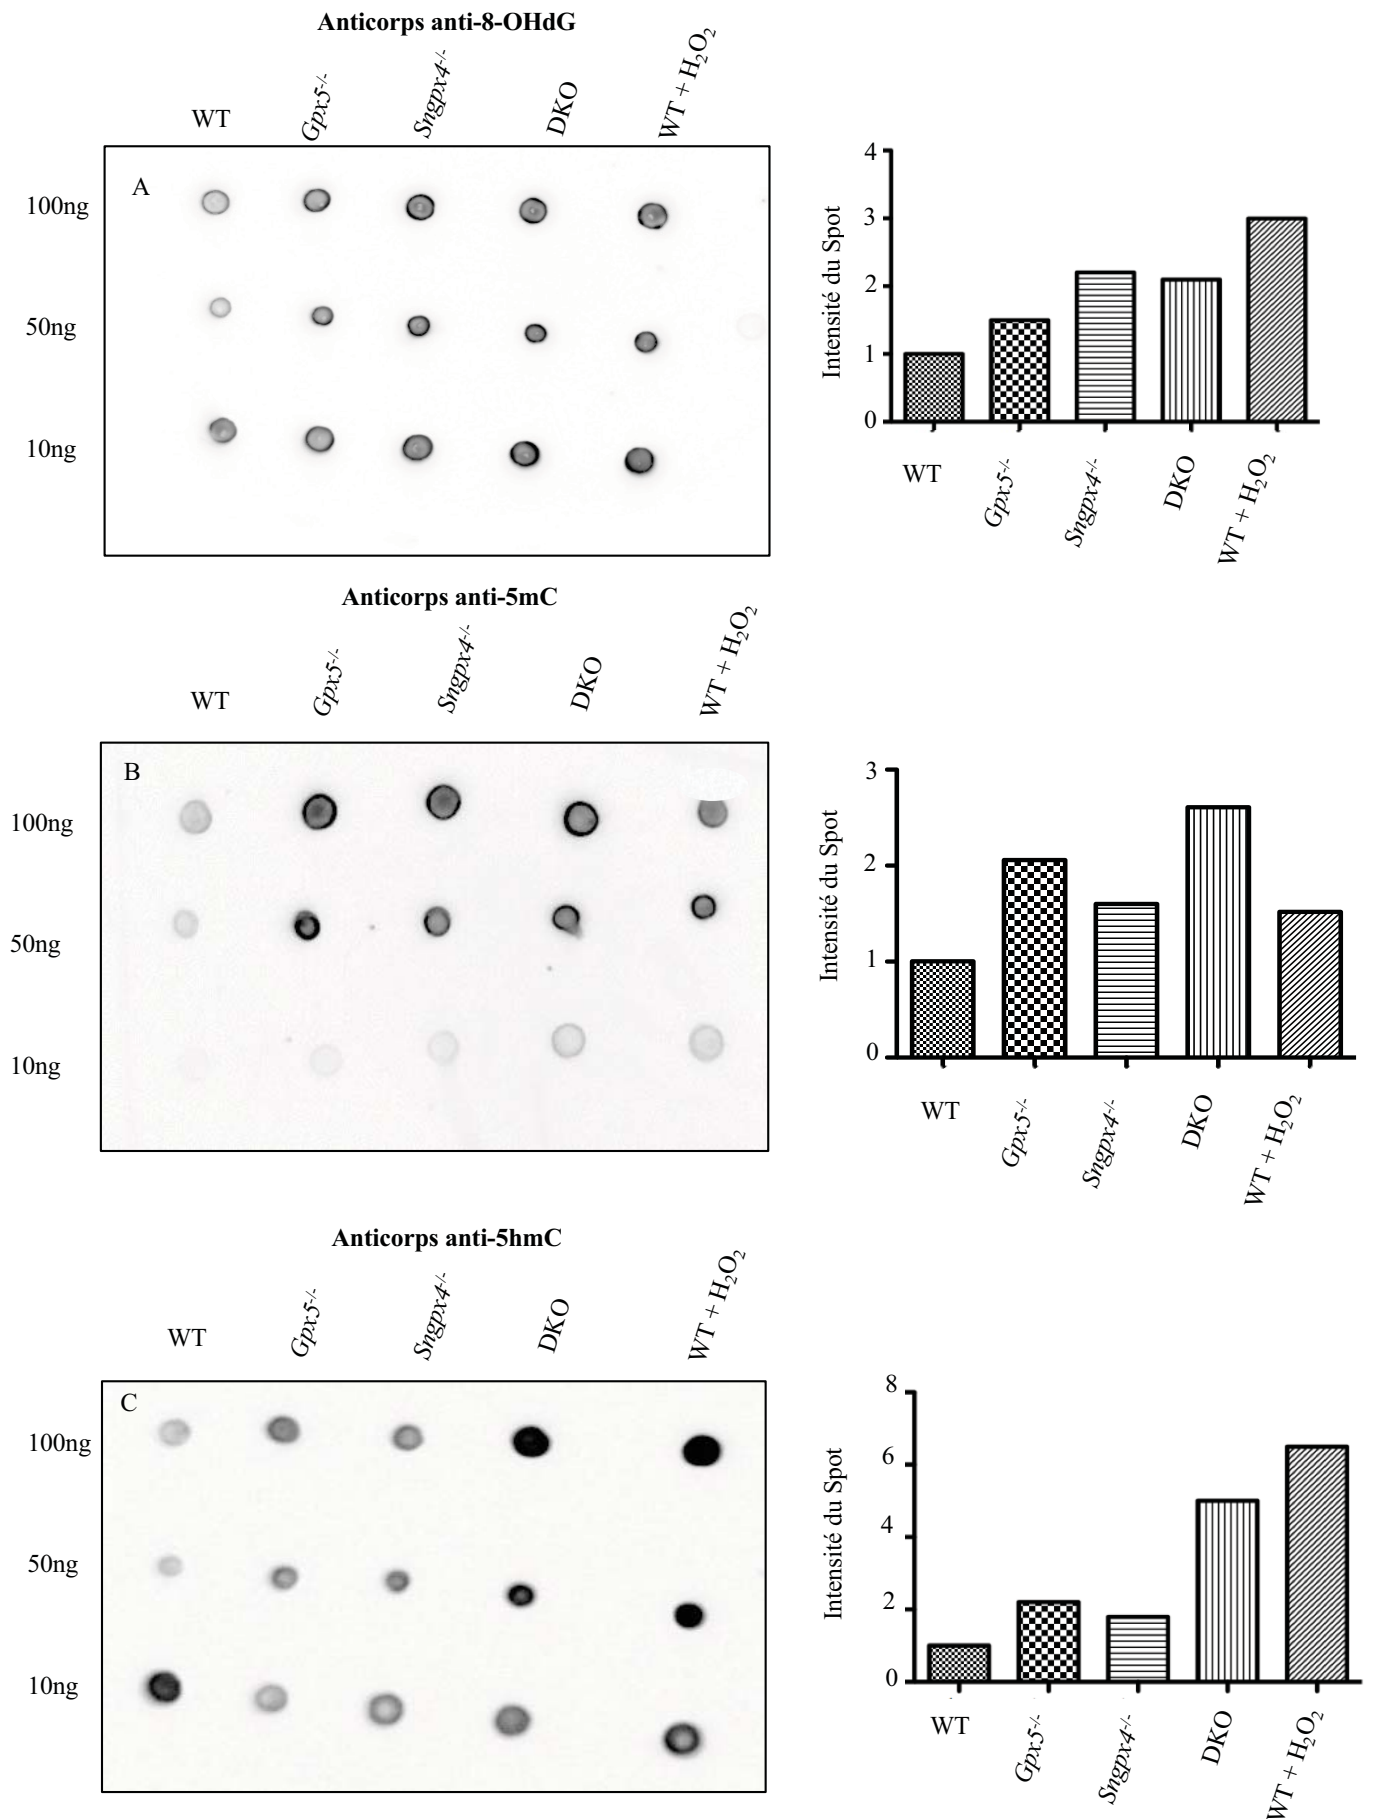 Anticorps anti-8-OHdG
WT
Gpx5-/-
Sngpx4-/-
DKO
WT + H2O2
A
100ng
50ng
10ng
Intensité du Spot
4
3
2
1
0
WT
Gpx5-/-
Sngpx4-/-
DKO
WT + H2O2
Anticorps anti-5mC
WT
Gpx5-/-
Sngpx4-/-
DKO
WT + H2O2
B
100ng
50ng
10ng
Intensité du Spot
3
2
1
0
WT
Gpx5-/-
Sngpx4-/-
DKO
WT + H2O2
Anticorps anti-5hmC
WT
Gpx5-/-
Sngpx4-/-
DKO
WT + H2O2
C
100ng
50ng
10ng
Intensité du Spot
8
6
4
2
0
WT
Gpx5-/-
Sngpx4-/-
DKO
WT + H2O2